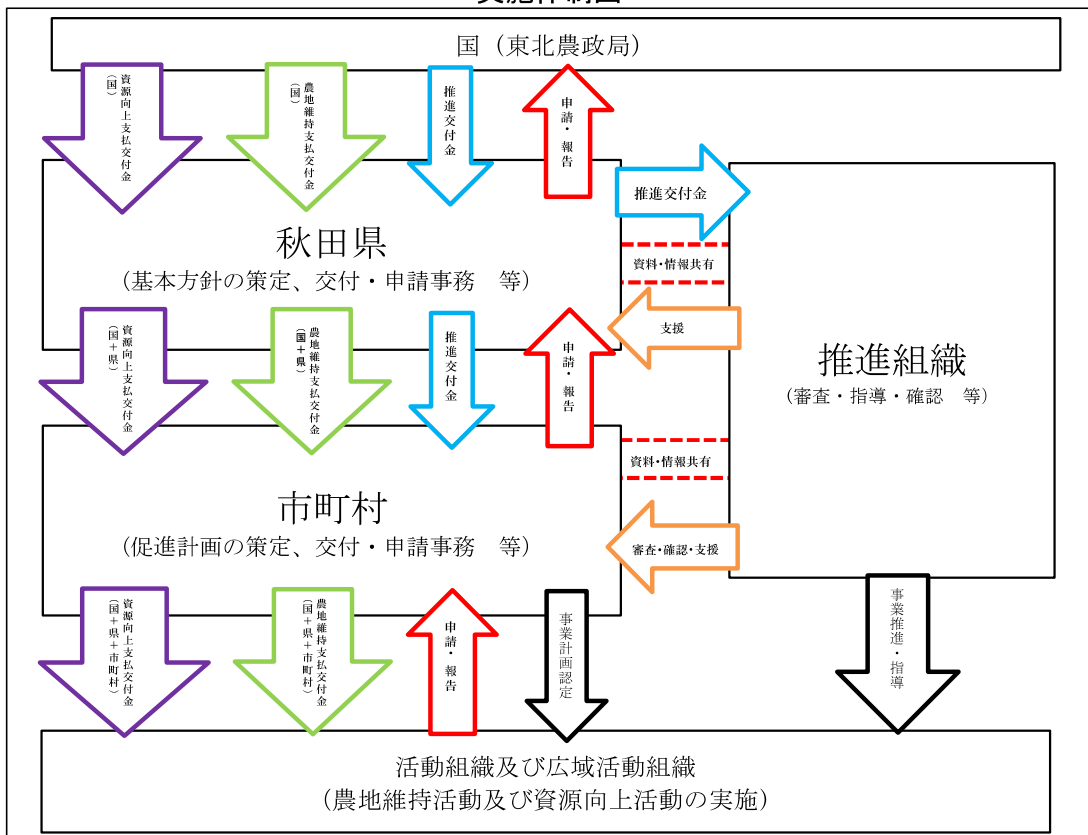 実施体制図
国（東北農政局）
資源向上支払交付金
（国）
農地維持支払交付金
（国）
推進交付金
申請・報告
推進交付金
秋田県
（基本方針の策定、交付・申請事務　等）
資料・情報共有
支援
資源向上支払交付金
（国＋県）
農地維持支払交付金
（国＋県）
推進交付金
申請・報告
推進組織
（審査・指導・確認　等）
資料・情報共有
市町村
（促進計画の策定、交付・申請事務　等）
審査・確認・支援
資源向上支払交付金
（国＋県＋市町村）
農地維持支払交付金
（国＋県＋市町村）
申請・報告
事業計画認定
事業推進・指導
活動組織及び広域活動組織
（農地維持活動及び資源向上活動の実施）